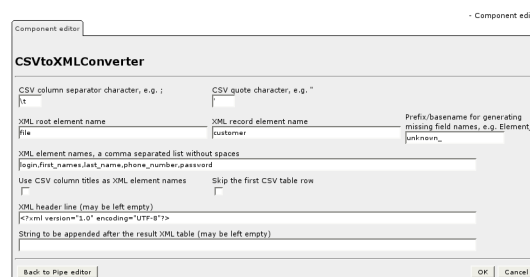 - Component edi
Component editor
CSVtoXMLConverter
CSV column separator character, e.g. ;
CSV quote character, e.g. "
\t
'
XML root element name
XML record element name
Prefix/basename for generating
missing field names, e.g. Element_
file
customer
unknown_
XML element names, a comma separated list without spaces
login,first_names,last_name,phone_number,password
Use CSV column titles as XML element names
Skip the first CSV table row
XML header line (may be left empty)
<?xml version="1.0" encoding="UTF-8"?>
String to be appended after the result XML table (may be left empty)
Back to Pipe editor
OK
Cancel